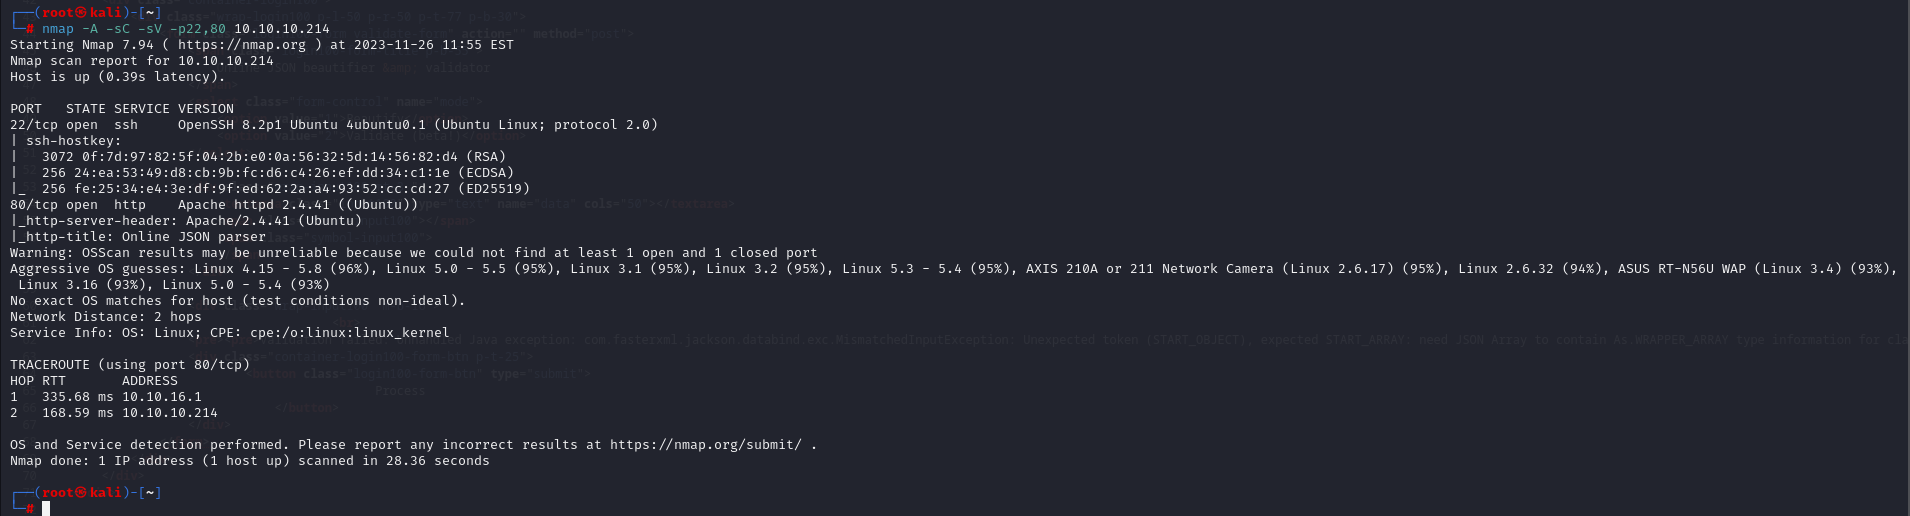 ┌──(root㉿kali)-[~]
└─# nmap -A -sC -sV -p22,80 10.10.10.214
Starting Nmap 7.94 ( https://nmap.org ) at 2023-11-26 11:55 EST
Nmap scan report for 10.10.10.214
Host is up (0.39s latency).
PORT   STATE SERVICE VERSION
22/tcp open  ssh     OpenSSH 8.2p1 Ubuntu 4ubuntu0.1 (Ubuntu Linux; protocol 2.0)
| ssh-hostkey:
|   3072 0f:7d:97:82:5f:04:2b:e0:0a:56:32:5d:14:56:82:d4 (RSA)
|   256 24:ea:53:49:d8:cb:9b:fc:d6:c4:26:ef:dd:34:c1:1e (ECDSA)
|_  256 fe:25:34:e4:3e:df:9f:ed:62:2a:a4:93:52:cc:cd:27 (ED25519)
80/tcp open  http    Apache httpd 2.4.41 ((Ubuntu))
|_http-server-header: Apache/2.4.41 (Ubuntu)
|_http-title: Online JSON parser
Warning: OSScan results may be unreliable because we could not find at least 1 open and 1 closed port
Aggressive OS guesses: Linux 4.15 - 5.8 (96%), Linux 5.0 - 5.5 (95%), Linux 3.1 (95%), Linux 3.2 (95%), Linux 5.3 - 5.4 (95%), AXIS 210A or 211 Network Camera (Linux 2.6.17) (95%), Linux 2.6.32 (94%), ASUS RT-N56U WAP (Linux 3.4) (93%),
 Linux 3.16 (93%), Linux 5.0 - 5.4 (93%)
No exact OS matches for host (test conditions non-ideal).
Network Distance: 2 hops
Service Info: OS: Linux; CPE: cpe:/o:linux:linux_kernel
TRACEROUTE (using port 80/tcp)
HOP RTT       ADDRESS
1   335.68 ms 10.10.16.1
2   168.59 ms 10.10.10.214
OS and Service detection performed. Please report any incorrect results at https://nmap.org/submit/ .
Nmap done: 1 IP address (1 host up) scanned in 28.36 seconds
┌──(root㉿kali)-[~]
└─#